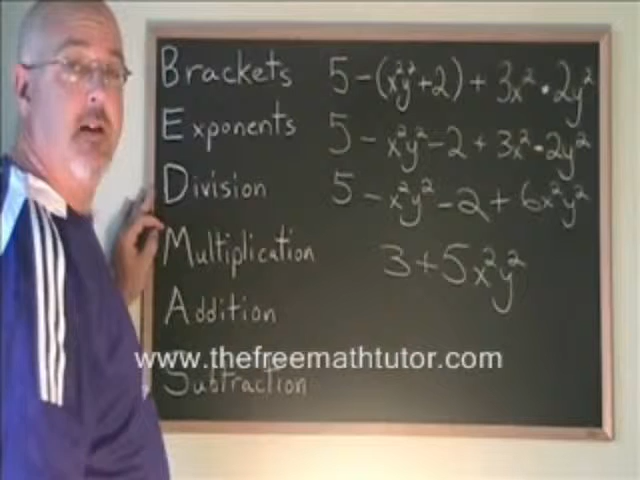 Brackets 5 - (x²y² + 2) + 3x² • 2y²
Exponents 5 - x²y² - 2 + 3x² • 2y²
Division 5 - x²y² - 2 + 6x²y²
Multiplication 3 + 5x²y²
Addition
www.thefreemathtutor.com
Subtraction